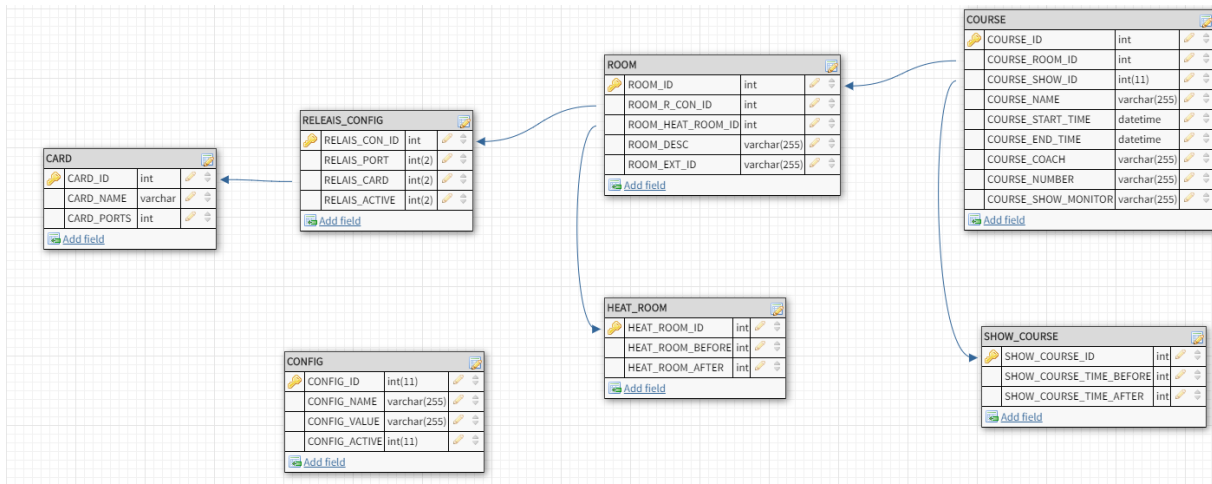 CARD
CARD_ID int
CARD_NAME varchar
CARD_PORTS int
Add field
RELEAIS_CONFIG
RELAIS_CON_ID int
RELAIS_PORT int(2)
RELAIS_CARD int(2)
RELAIS_ACTIVE int(2)
Add field
ROOM
ROOM_ID int
ROOM_R_CON_ID int
ROOM_HEAT_ROOM_ID int
ROOM_DESC varchar(255)
ROOM_EXT_ID varchar(255)
Add field
COURSE
COURSE_ID int
COURSE_ROOM_ID int
COURSE_SHOW_ID int(11)
COURSE_NAME varchar(255)
COURSE_START_TIME datetime
COURSE_END_TIME datetime
COURSE_COACH varchar(255)
COURSE_NUMBER varchar(255)
COURSE_SHOW_MONITOR varchar(255)
Add field
CONFIG
CONFIG_ID int(11)
CONFIG_NAME varchar(255)
CONFIG_VALUE varchar(255)
CONFIG_ACTIVE int(11)
Add field
HEAT_ROOM
HEAT_ROOM_ID int
HEAT_ROOM_BEFORE int
HEAT_ROOM_AFTER int
Add field
SHOW_COURSE
SHOW_COURSE_ID int
SHOW_COURSE_TIME_BEFORE int
SHOW_COURSE_TIME_AFTER int
Add field